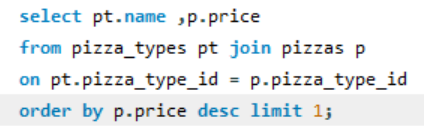 select pt.name ,p.price
from pizza_types pt join pizzas p
on pt.pizza_type_id = p.pizza_type_id
order by p.price desc limit 1;